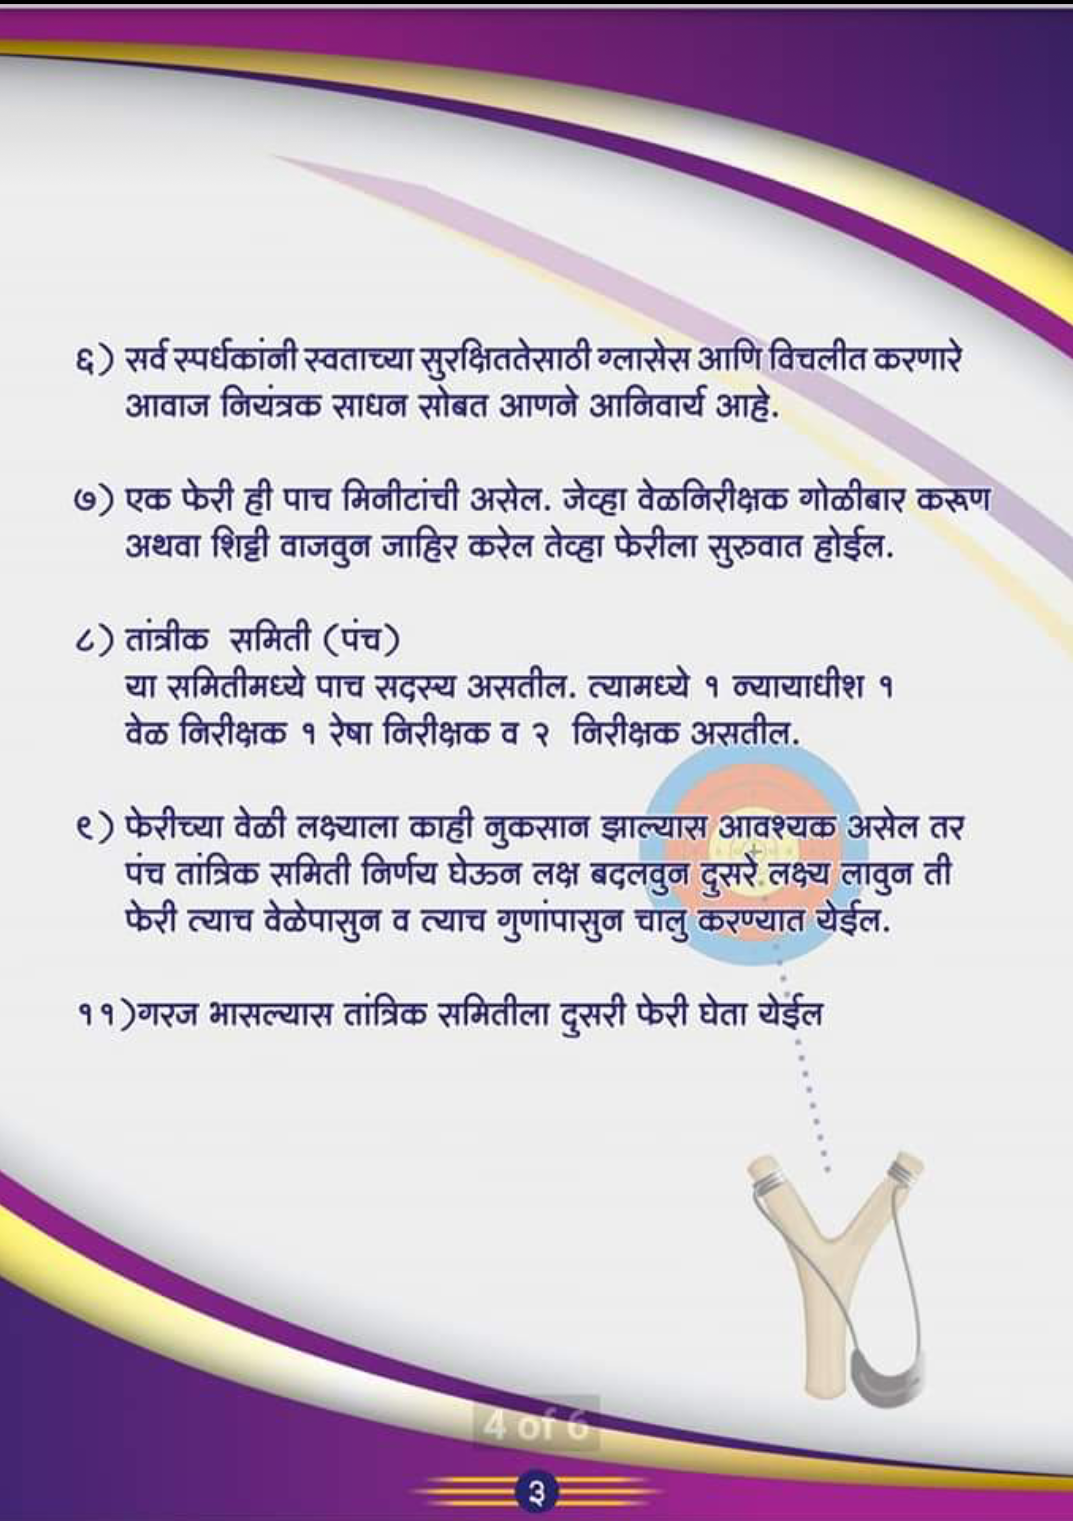 ६) सर्व स्पर्धकांनी स्वताच्या सुरक्षिततेसाठी ग्लासेस आणि विचलीत करणारे
आवाज नियंत्रक साधन सोबत आणने आनिवार्य आहे.
७) एक फेरी ही पाच मिनीटांची असेल. जेव्हा वेळनिरीक्षक गोळीबार करूण
अथवा शिट्टी वाजवुन जाहिर करेल तेव्हा फेरीला सुरुवात होईल.
८) तांत्रीक समिती (पंच)
या समितीमध्ये पाच सदस्य असतील. त्यामध्ये १ न्यायाधीश १
वेळ निरीक्षक १ रेषा निरीक्षक व २ निरीक्षक असतील.
९) फेरीच्या वेळी लक्ष्याला काही नुकसान झाल्यास आवश्यक असेल तर
पंच तांत्रिक समिती निर्णय घेऊन लक्ष बदलवुन दुसरे लक्ष्य लावुन ती
फेरी त्याच वेळेपासुन व त्याच गुणांपासुन चालु करण्यात येईल.
११)गरज भासल्यास तांत्रिक समितीला दुसरी फेरी घेता येईल
4 of 6
३